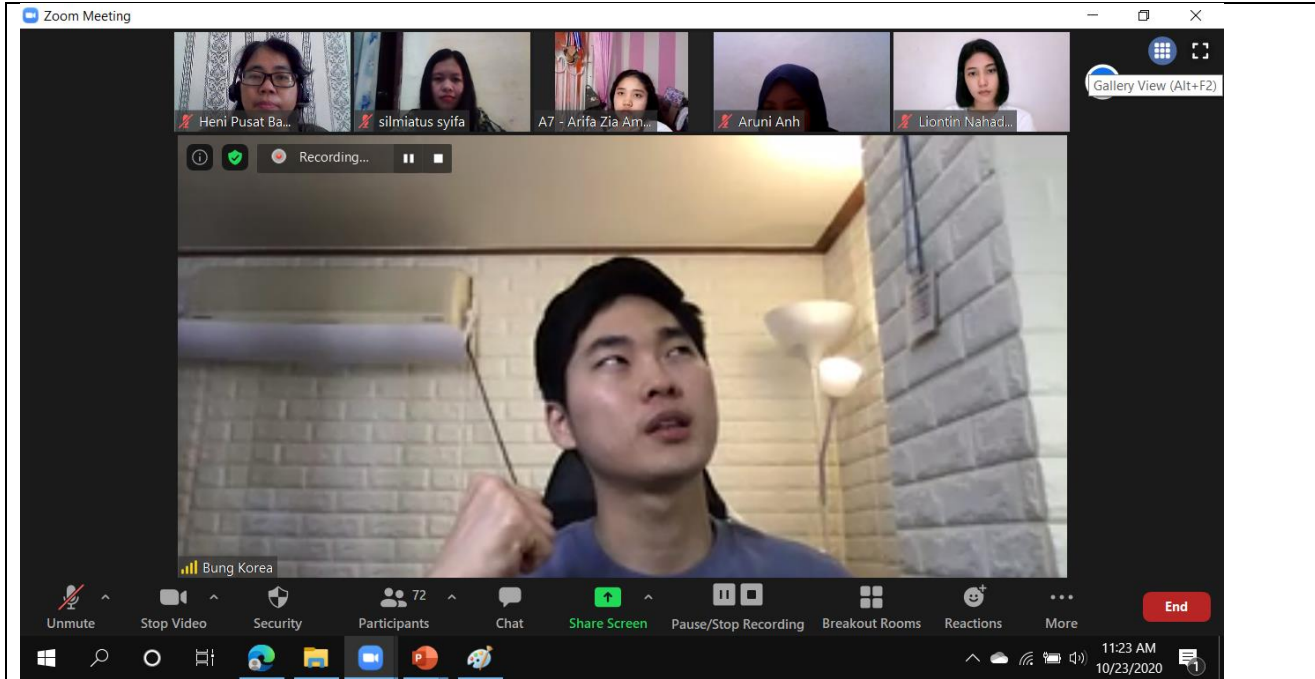 Zoom Meeting
Gallery View (Alt+F2)
Heni Pusat Ba...
silmiatus syifa
A7 - Arifa Zia Am...
Aruni Anh
Liontin Nahad...
Recording...
Bung Korea
72
Unmute
Stop Video
Security
Participants
Chat
Share Screen
Pause/Stop Recording
Breakout Rooms
Reactions
More
End
11:23 AM
10/23/2020
1